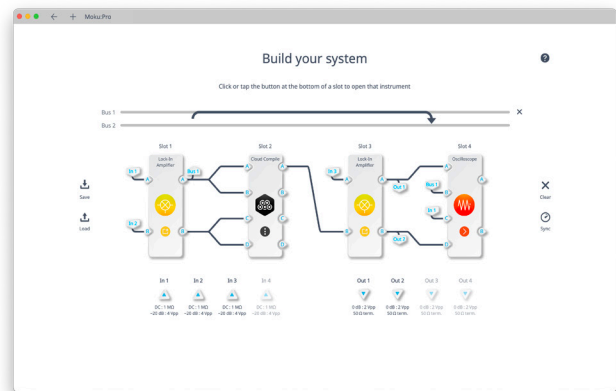 Moku:Pro
Build your system
Click or tap the button at the bottom of a slot to open that instrument
Bus 1
Bus 2
Slot 1
Slot 2
Slot 3
Slot 4
Lock-In Amplifier
Cloud Compile
Lock-In Amplifier
Oscilloscope
In 1
A
A
Bus 1
A
A
In 3
A
A
A
A
Out 1
Bus 1
B
B
B
B
In 1
C
C
C
C
In 2
B
B
D
D
B
B
Out 2
D
D
Save
Load
Clear
Sync
In 1
In 2
In 3
In 4
Out 1
Out 2
Out 3
Out 4
DC : 1 MΩ
DC : 1 MΩ
DC : 1 MΩ
DC : 1 MΩ
0 dB : 2 Vpp
0 dB : 2 Vpp
0 dB : 2 Vpp
0 dB : 2 Vpp
−20 dB : 4 Vpp
−20 dB : 4 Vpp
−20 dB : 4 Vpp
−20 dB : 4 Vpp
50 Ω term.
50 Ω term.
50 Ω term.
50 Ω term.